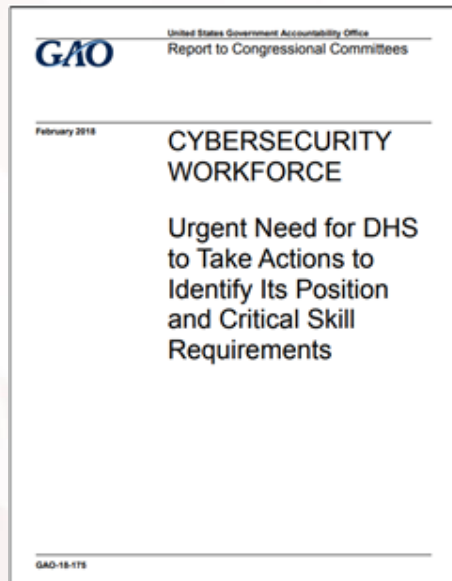 United States Government Accountability Office
GAO
Report to Congressional Committees
February 2018
CYBERSECURITY
WORKFORCE
Urgent Need for DHS
to Take Actions to
Identify Its Position
and Critical Skill
Requirements
GAO-18-175